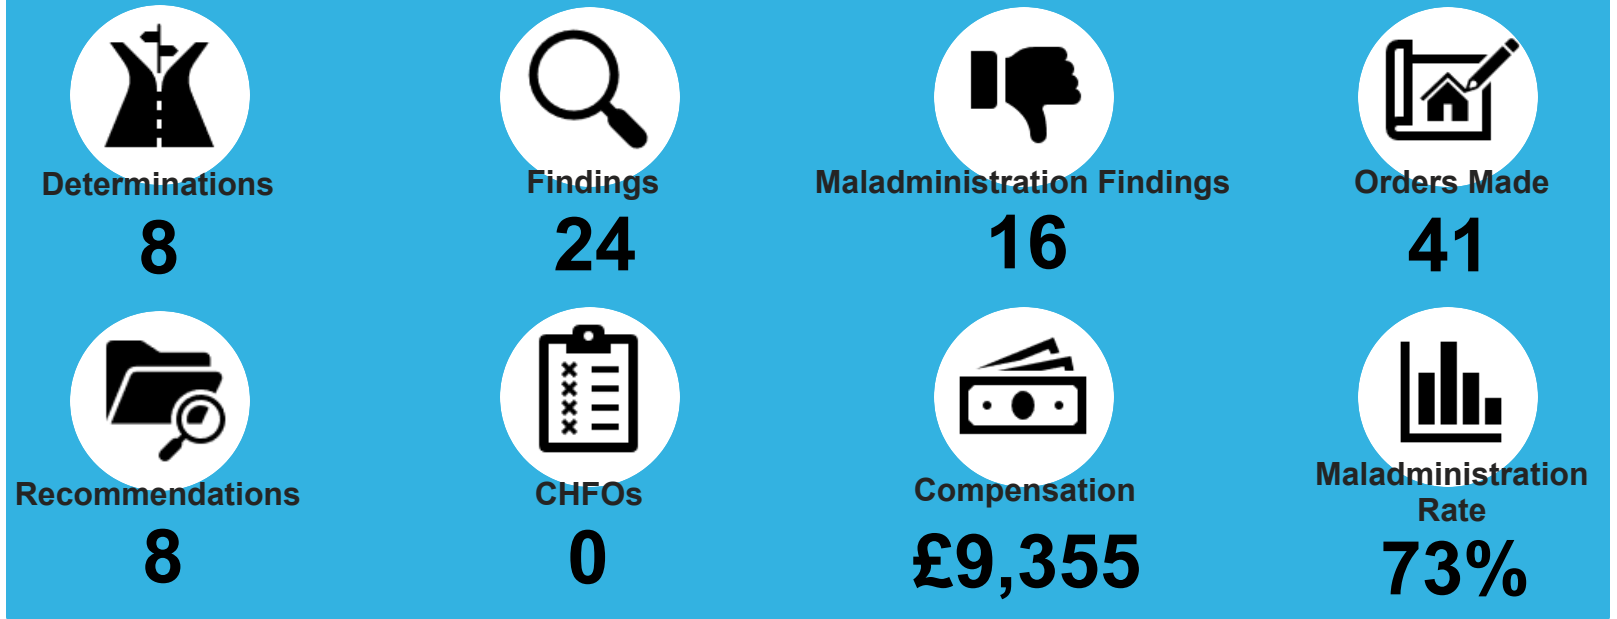 Determinations
8
Findings
24
Maladministration Findings
16
Orders Made
41
Recommendations
8
CHFOs
0
Compensation
£9,355
Maladministration
Rate
73%